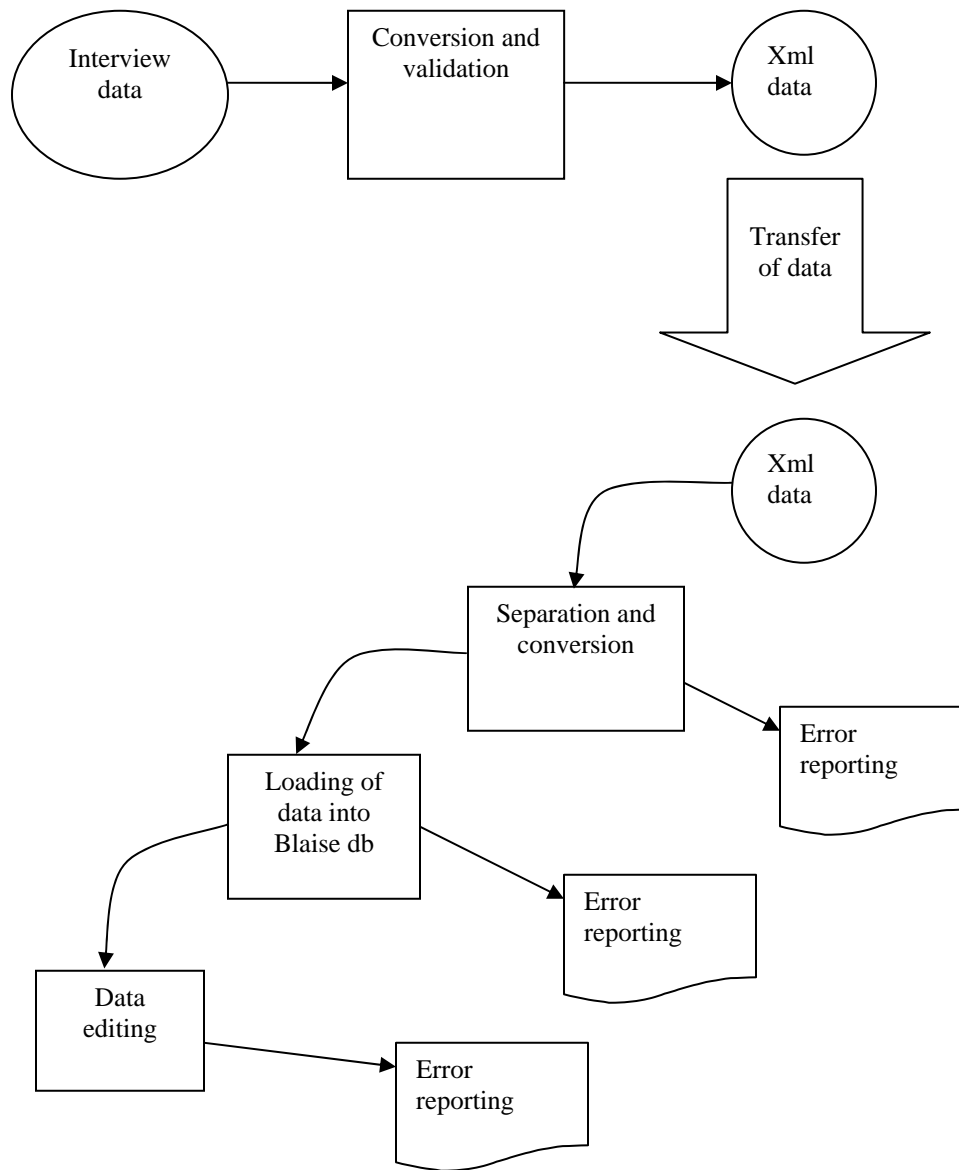 Interview
data
Conversion and
validation
Xml
data
Transfer
of data
Xml
data
Separation and
conversion
Error
reporting
Loading of
data into
Blaise db
Error
reporting
Data
editing
Error
reporting